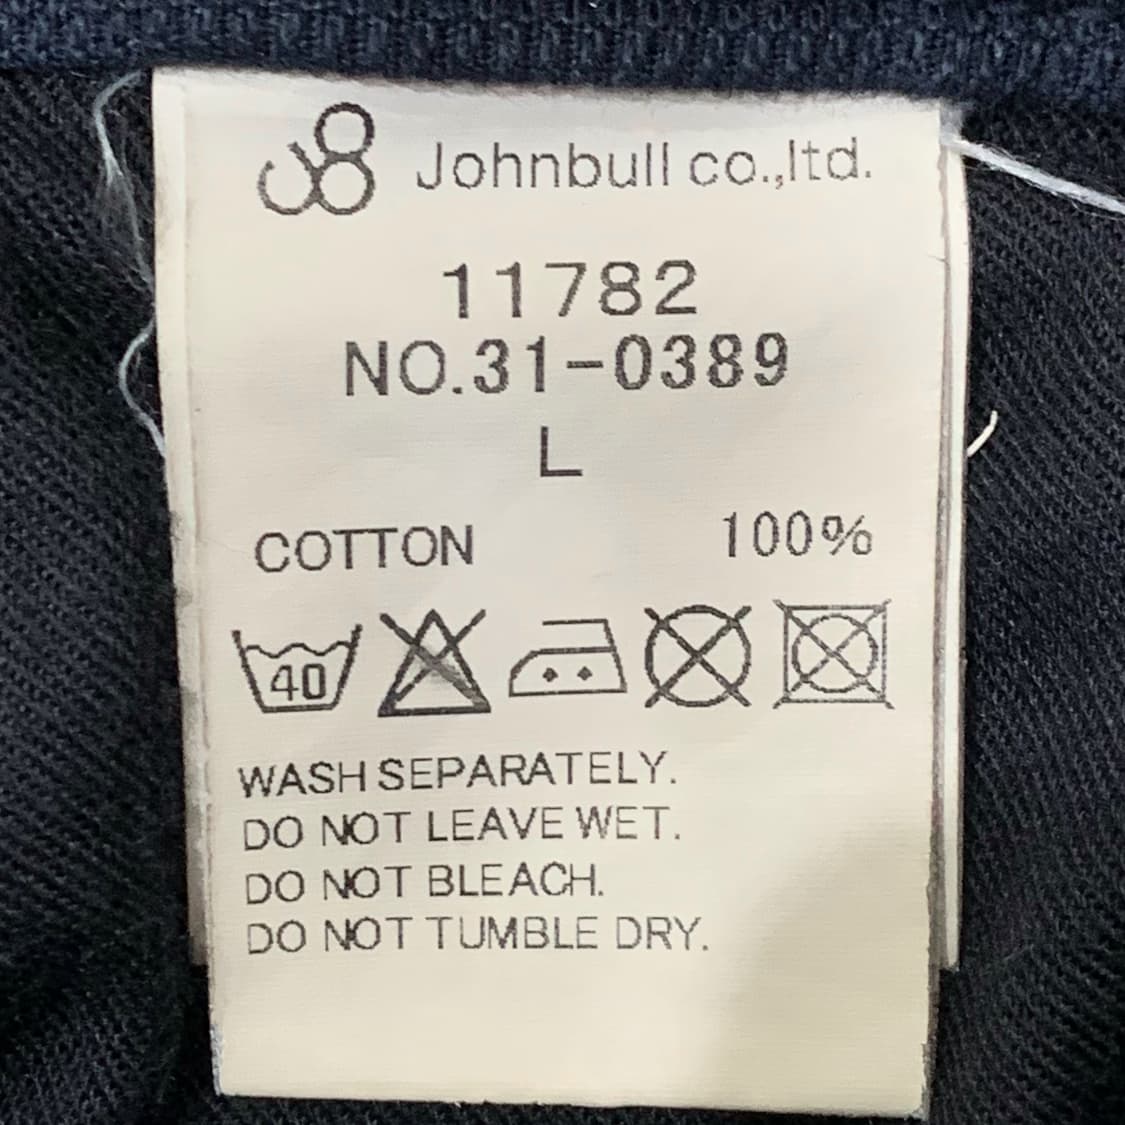 Johnbull co.,ltd.
11782
NO.31-0389
L
COTTON 100%
40
WASH SEPARATELY.
DO NOT LEAVE WET.
DO NOT BLEACH.
DO NOT TUMBLE DRY.